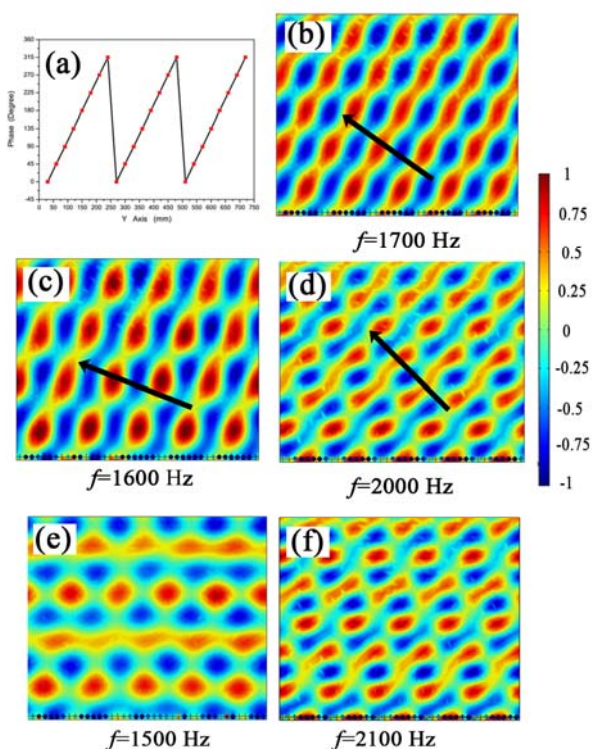 (a)
360
315
270
225
180
135
90
45
0
-45
Phase (Degree)
0 50 100 150 200 250 300 350 400 450 500 550 600 650 700 750
Y Axis (mm)
(b)
f=1700 Hz
(c)
f=1600 Hz
(d)
f=2000 Hz
1
0.75
0.5
0.25
0
-0.25
-0.5
-0.75
-1
(e)
f=1500 Hz
(f)
f=2100 Hz